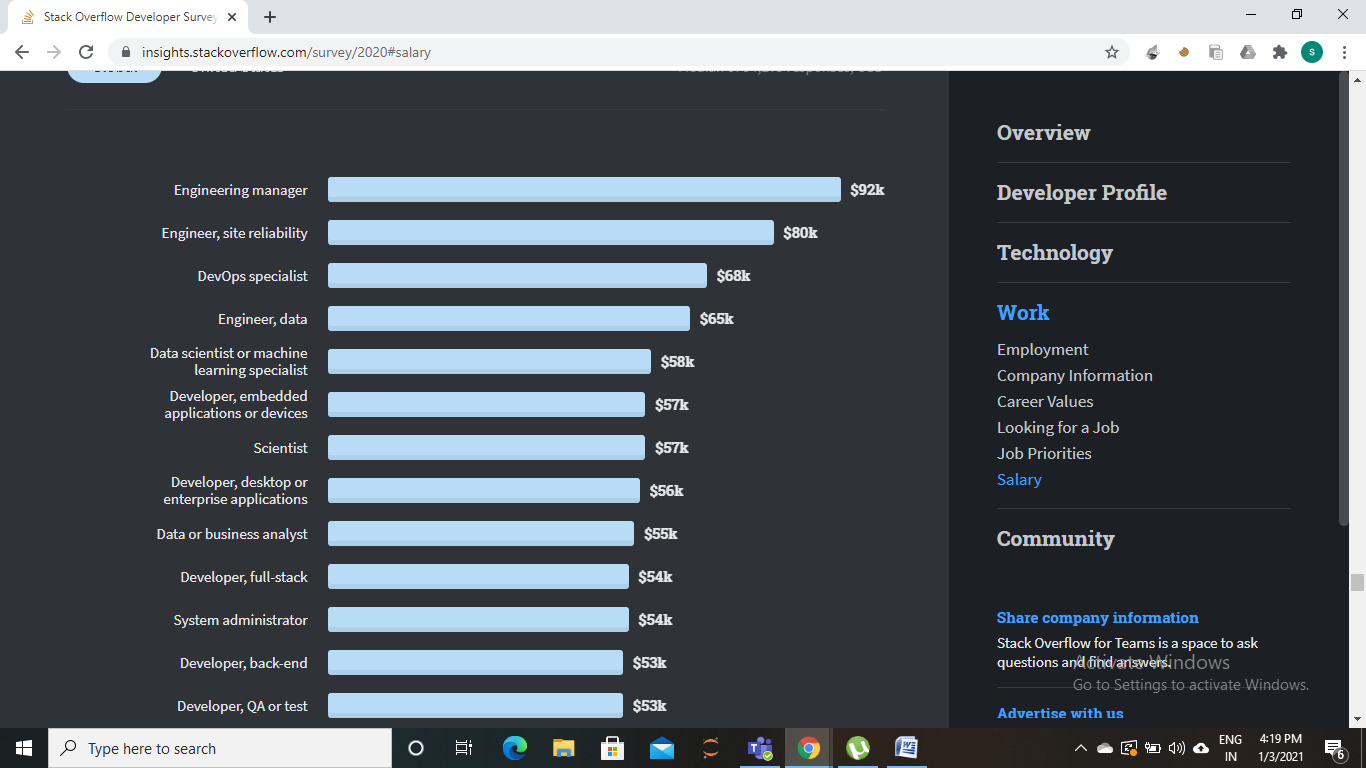 Stack Overflow Developer Survey
insights.stackoverflow.com/survey/2020#salary
S
Engineering manager $92k
Engineer, site reliability $80k
DevOps specialist $68k
Engineer, data $65k
Data scientist or machine
learning specialist $58k
Developer, embedded
applications or devices $57k
Scientist $57k
Developer, desktop or
enterprise applications $56k
Data or business analyst $55k
Developer, full-stack $54k
System administrator $54k
Developer, back-end $53k
Developer, QA or test $53k
Overview
Developer Profile
Technology
Work
Employment
Company Information
Career Values
Looking for a Job
Job Priorities
Salary
Community
Share company information
Stack Overflow for Teams is a space to ask
questions and find answers.
Activate Windows
Go to Settings to activate Windows.
Advertise with us
Type here to search
ENG
IN
4:19 PM
1/3/2021
6